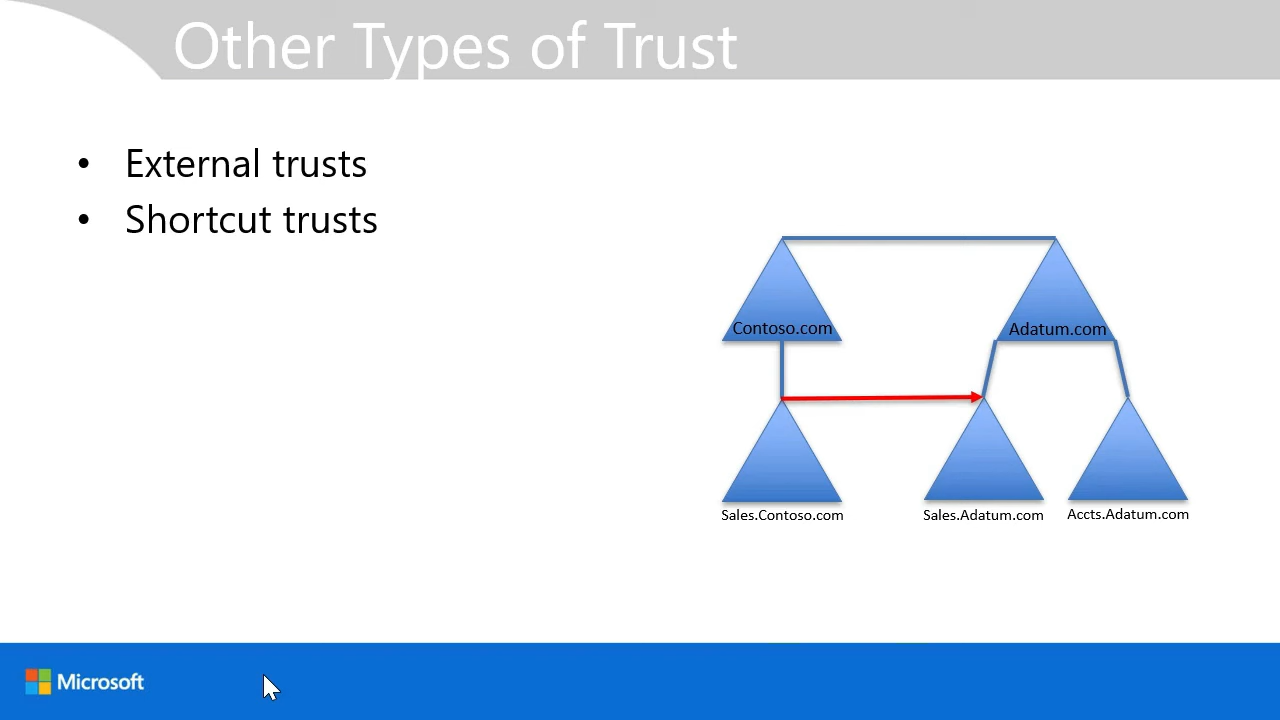 Other Types of Trust
• External trusts
• Shortcut trusts
Contoso.com
Adatum.com
Sales.Contoso.com
Sales.Adatum.com
Accts.Adatum.com
Microsoft